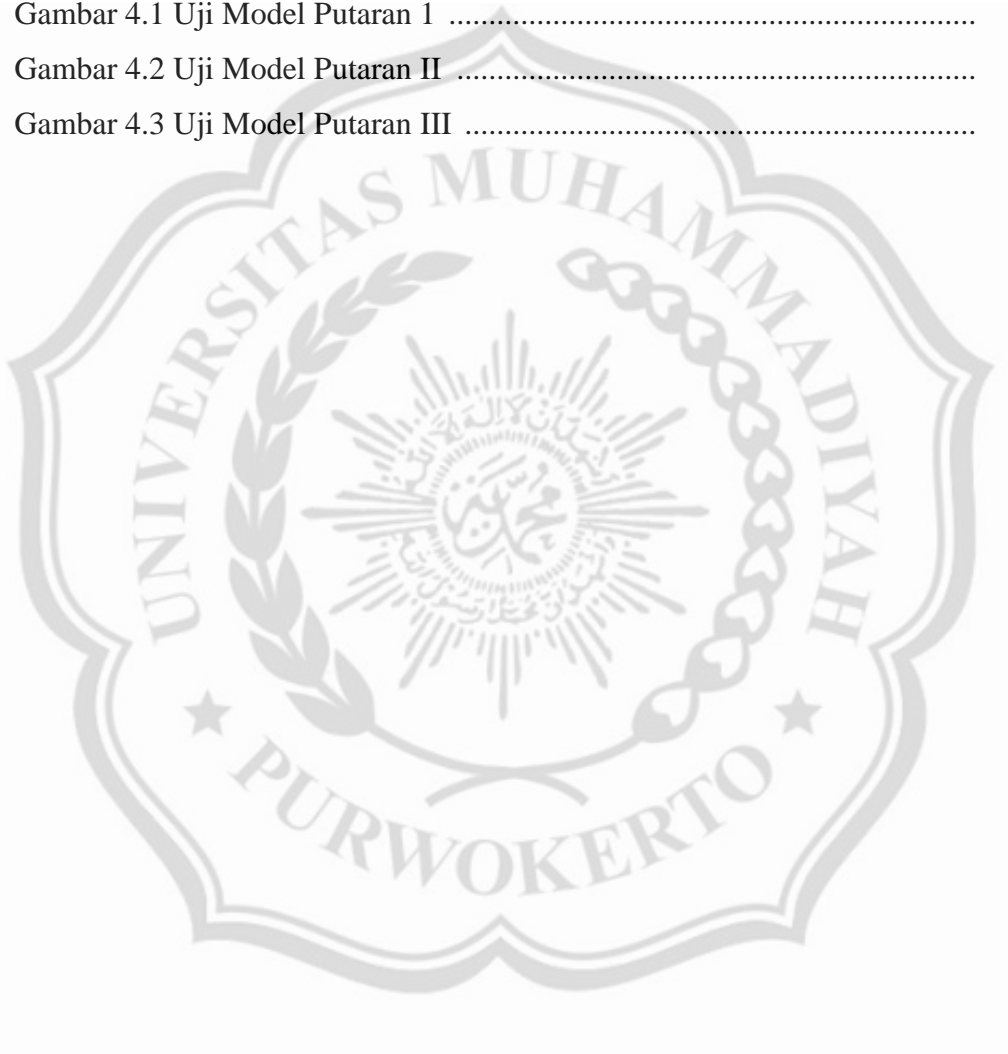 Gambar 4.1 Uji Model Putaran 1 ..................................................................
Gambar 4.2 Uji Model Putaran II .................................................................
Gambar 4.3 Uji Model Putaran III ................................................................
UNIVERSITAS MUHAMMADIYAH
PURWOKERTO